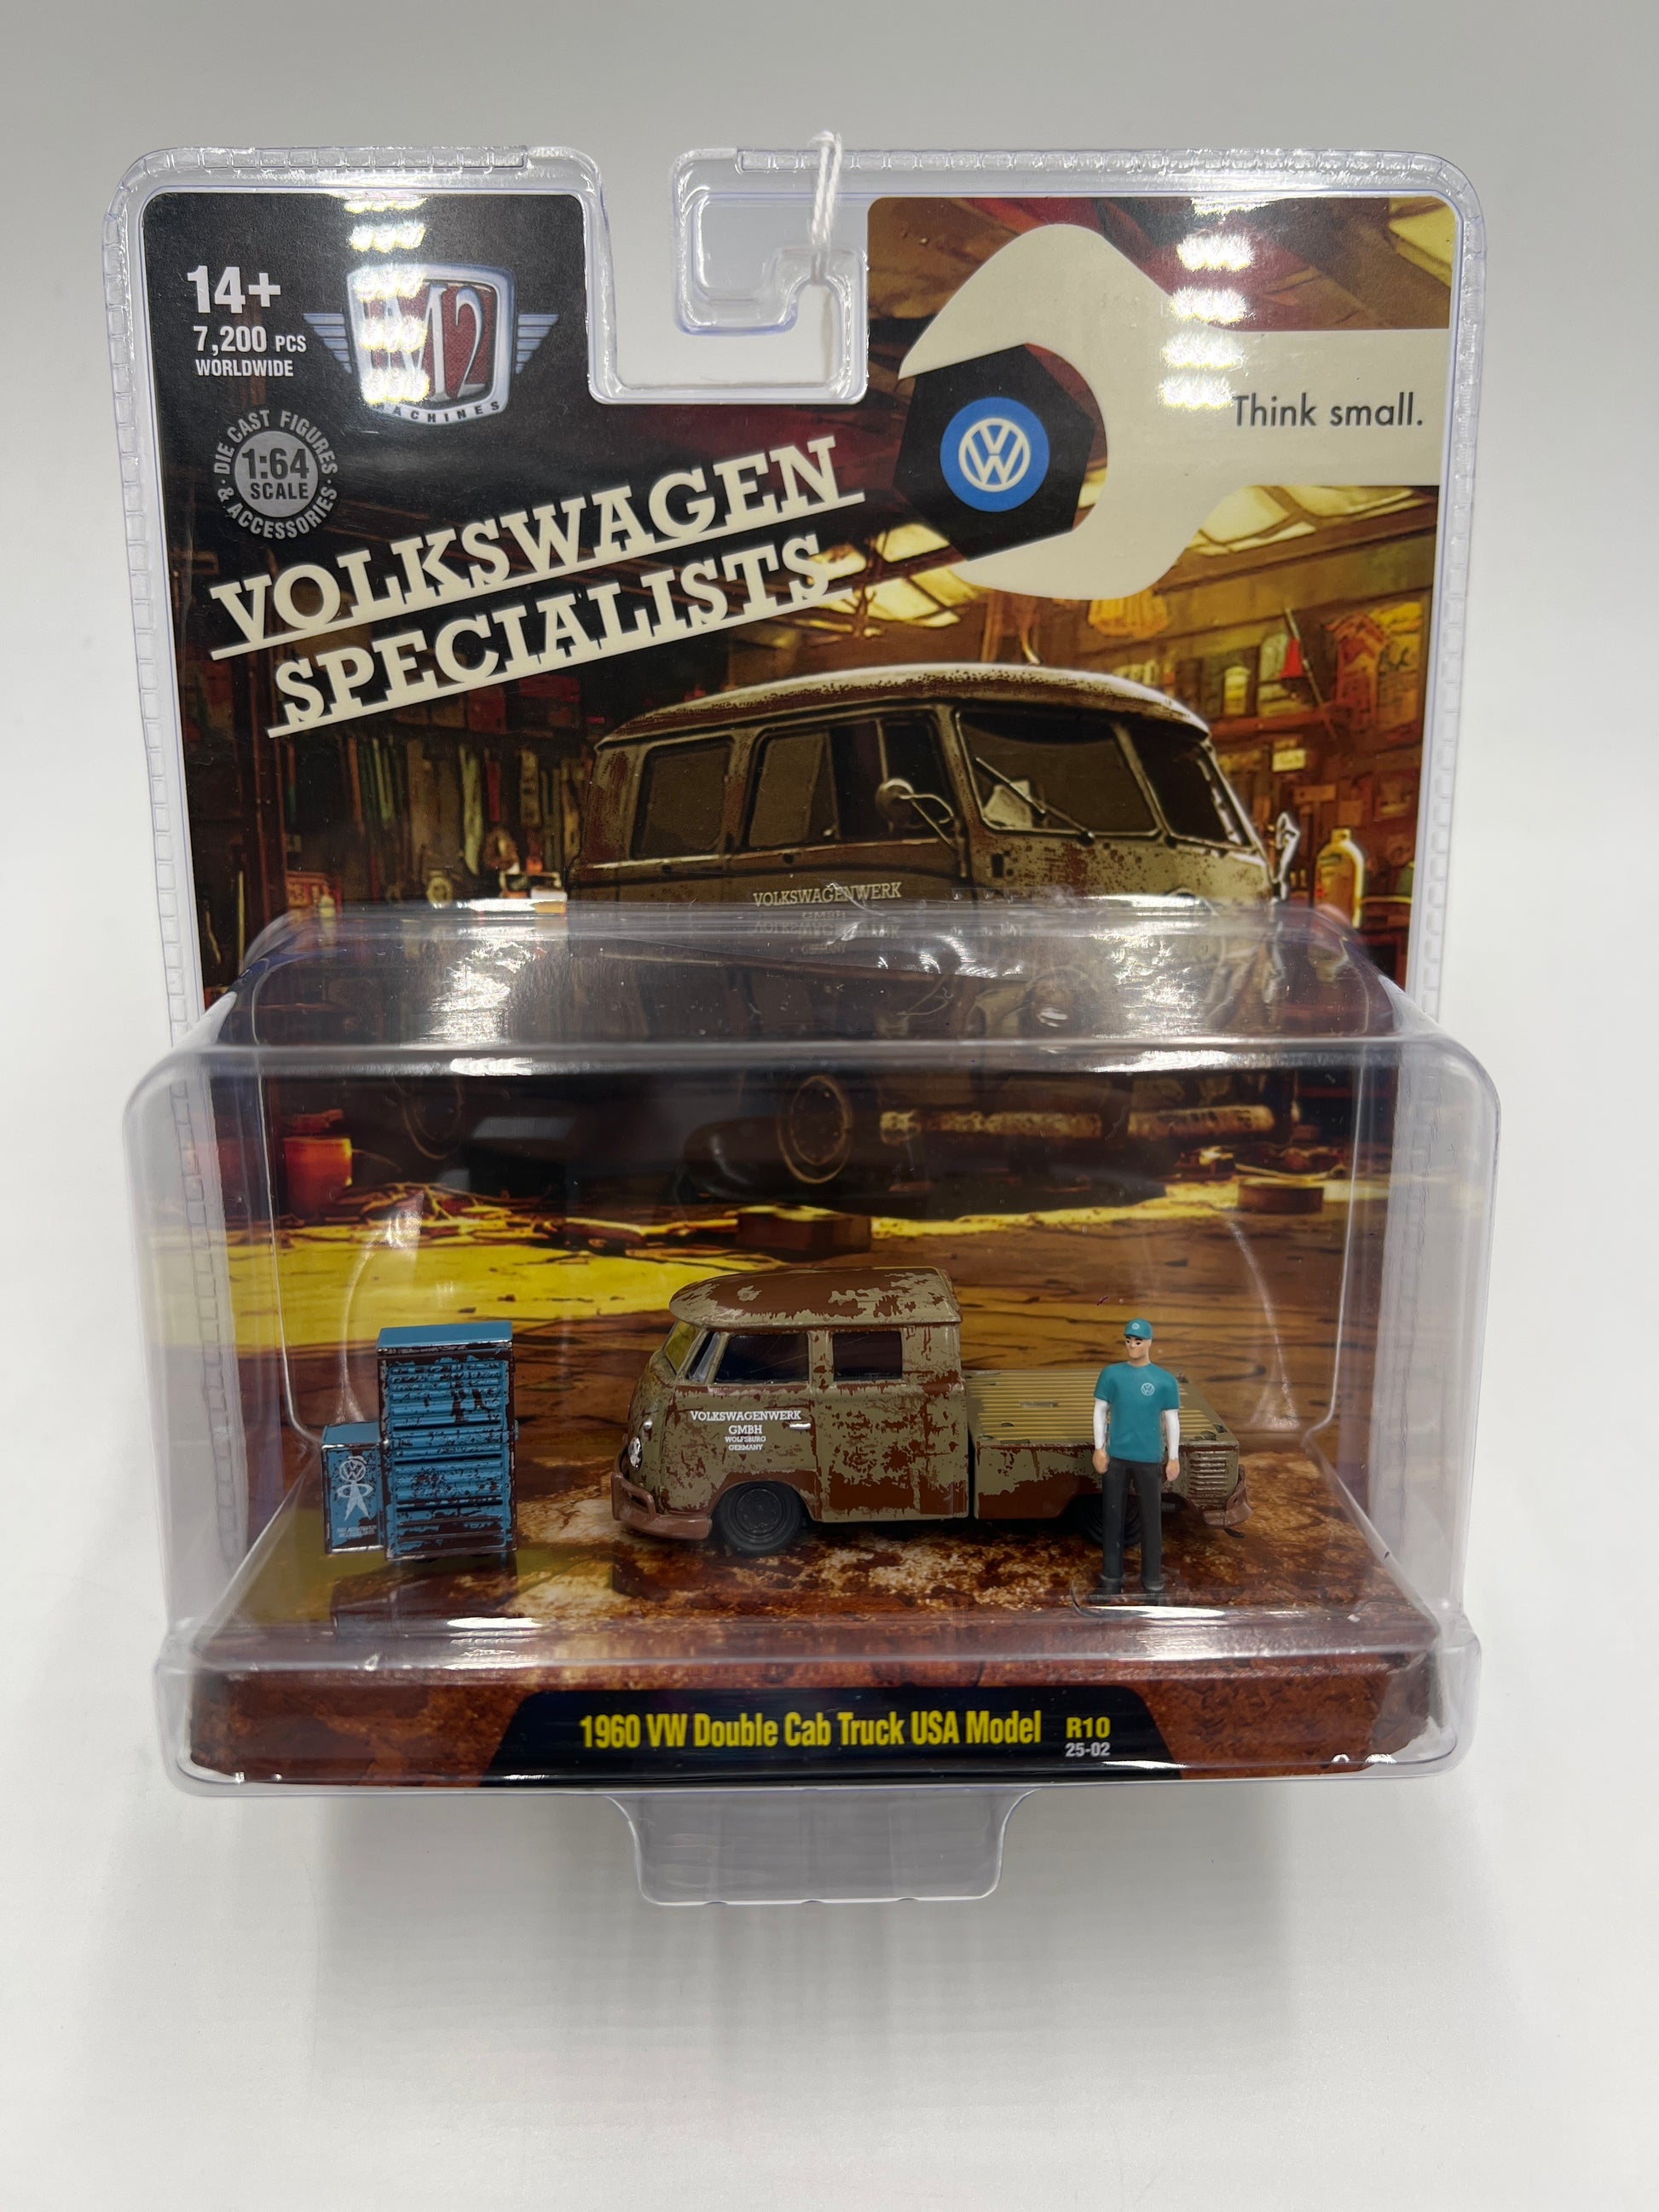 14+
7,200 PCS
WORLDWIDE
M2
MACHINES
DIE CAST FIGURES
1:64
SCALE
& ACCESSORIES
VOLKSWAGEN
SPECIALISTS
VW
Think small.
VOLKSWAGENWERK
VOLKSWAGENWERK
GMBH
WOLFSBURG
GERMANY
1960 VW Double Cab Truck USA Model
R10
25-02